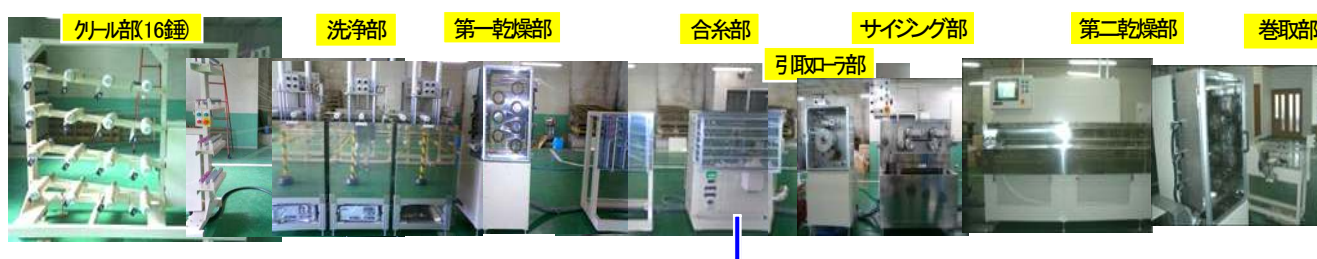 クリール部(16錘)
洗浄部
第一乾燥部
合糸部
引取ローラ部
サイジング部
第二乾燥部
巻取部